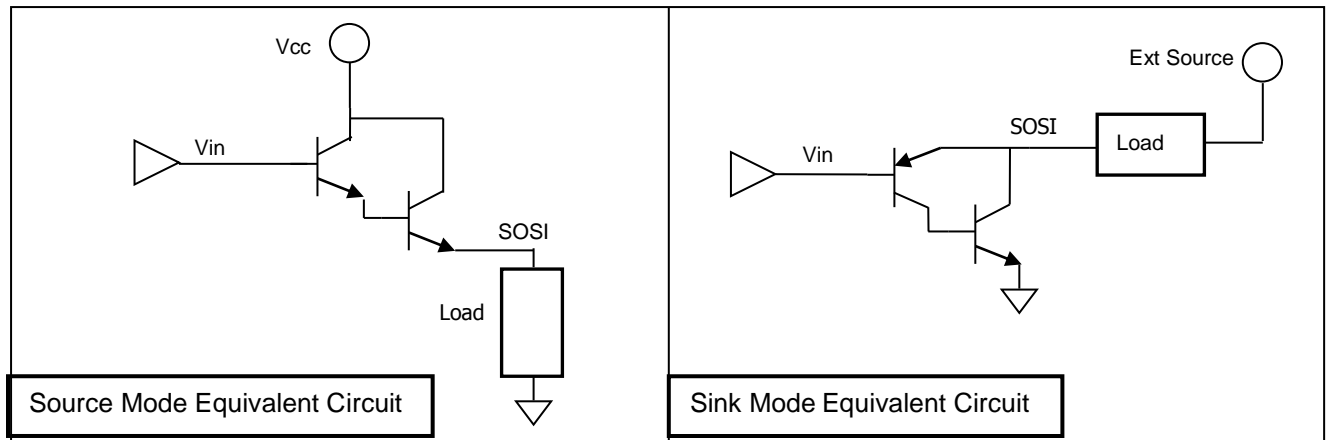 Vcc
Vin
SOSI
Load
Source Mode Equivalent Circuit
Ext Source
SOSI
Load
Vin
Sink Mode Equivalent Circuit